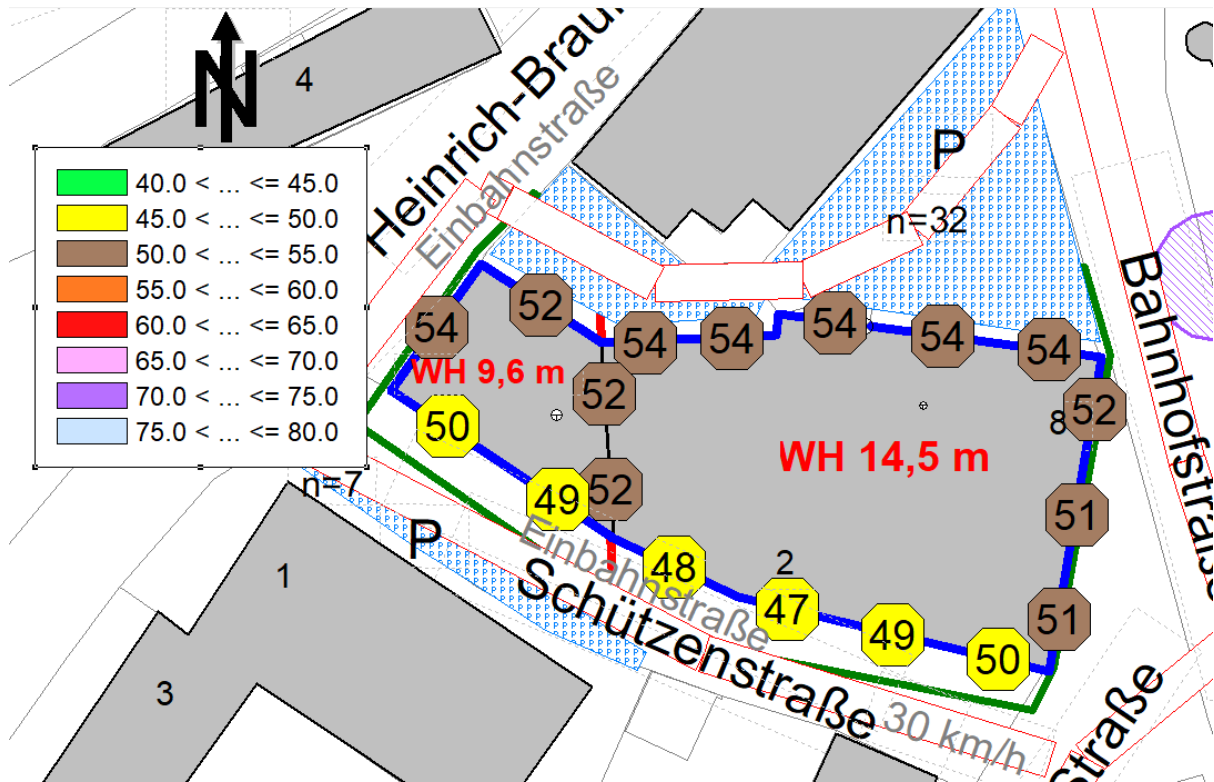 N
4
40.0 < ... <= 45.0
45.0 < ... <= 50.0
50.0 < ... <= 55.0
55.0 < ... <= 60.0
60.0 < ... <= 65.0
65.0 < ... <= 70.0
70.0 < ... <= 75.0
75.0 < ... <= 80.0
Heinrich-Brau
Einbahnstraße
P
n=32
Bahnhofstraße
52
54
54
54
54
54
54
WH 9,6 m
52
52
8
50
WH 14,5 m
49
52
51
n=7
P
Einbahnstraße
48
2
47
49
50
51
Schützenstraße
30 km/h
straße
1
3